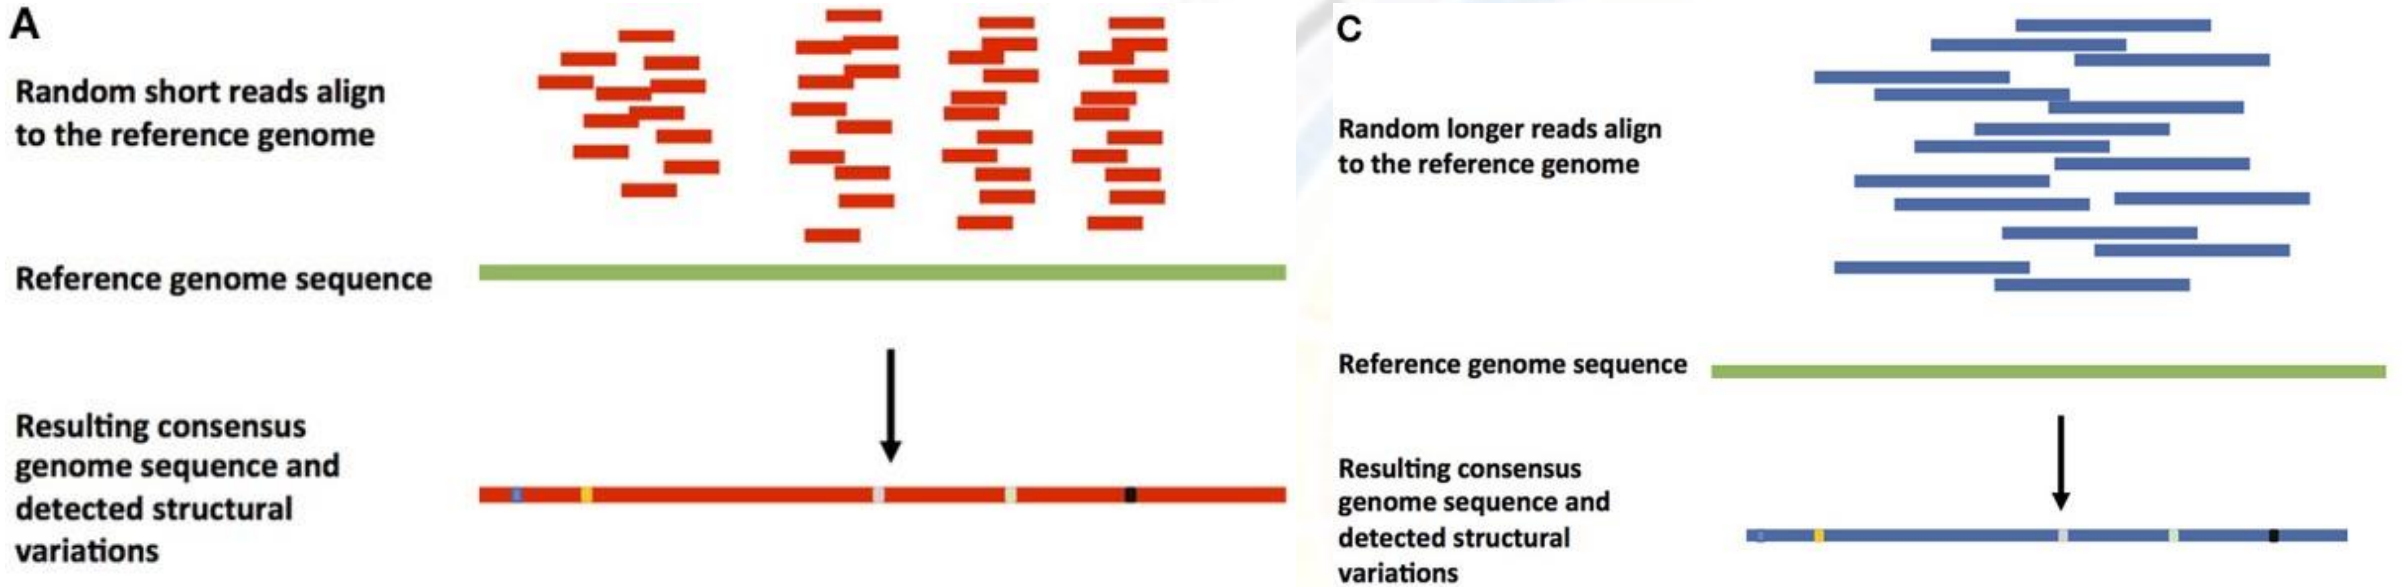 A
Random short reads align
to the reference genome
Reference genome sequence
Resulting consensus
genome sequence and
detected structural
variations
C
Random longer reads align
to the reference genome
Reference genome sequence
Resulting consensus
genome sequence and
detected structural
variations